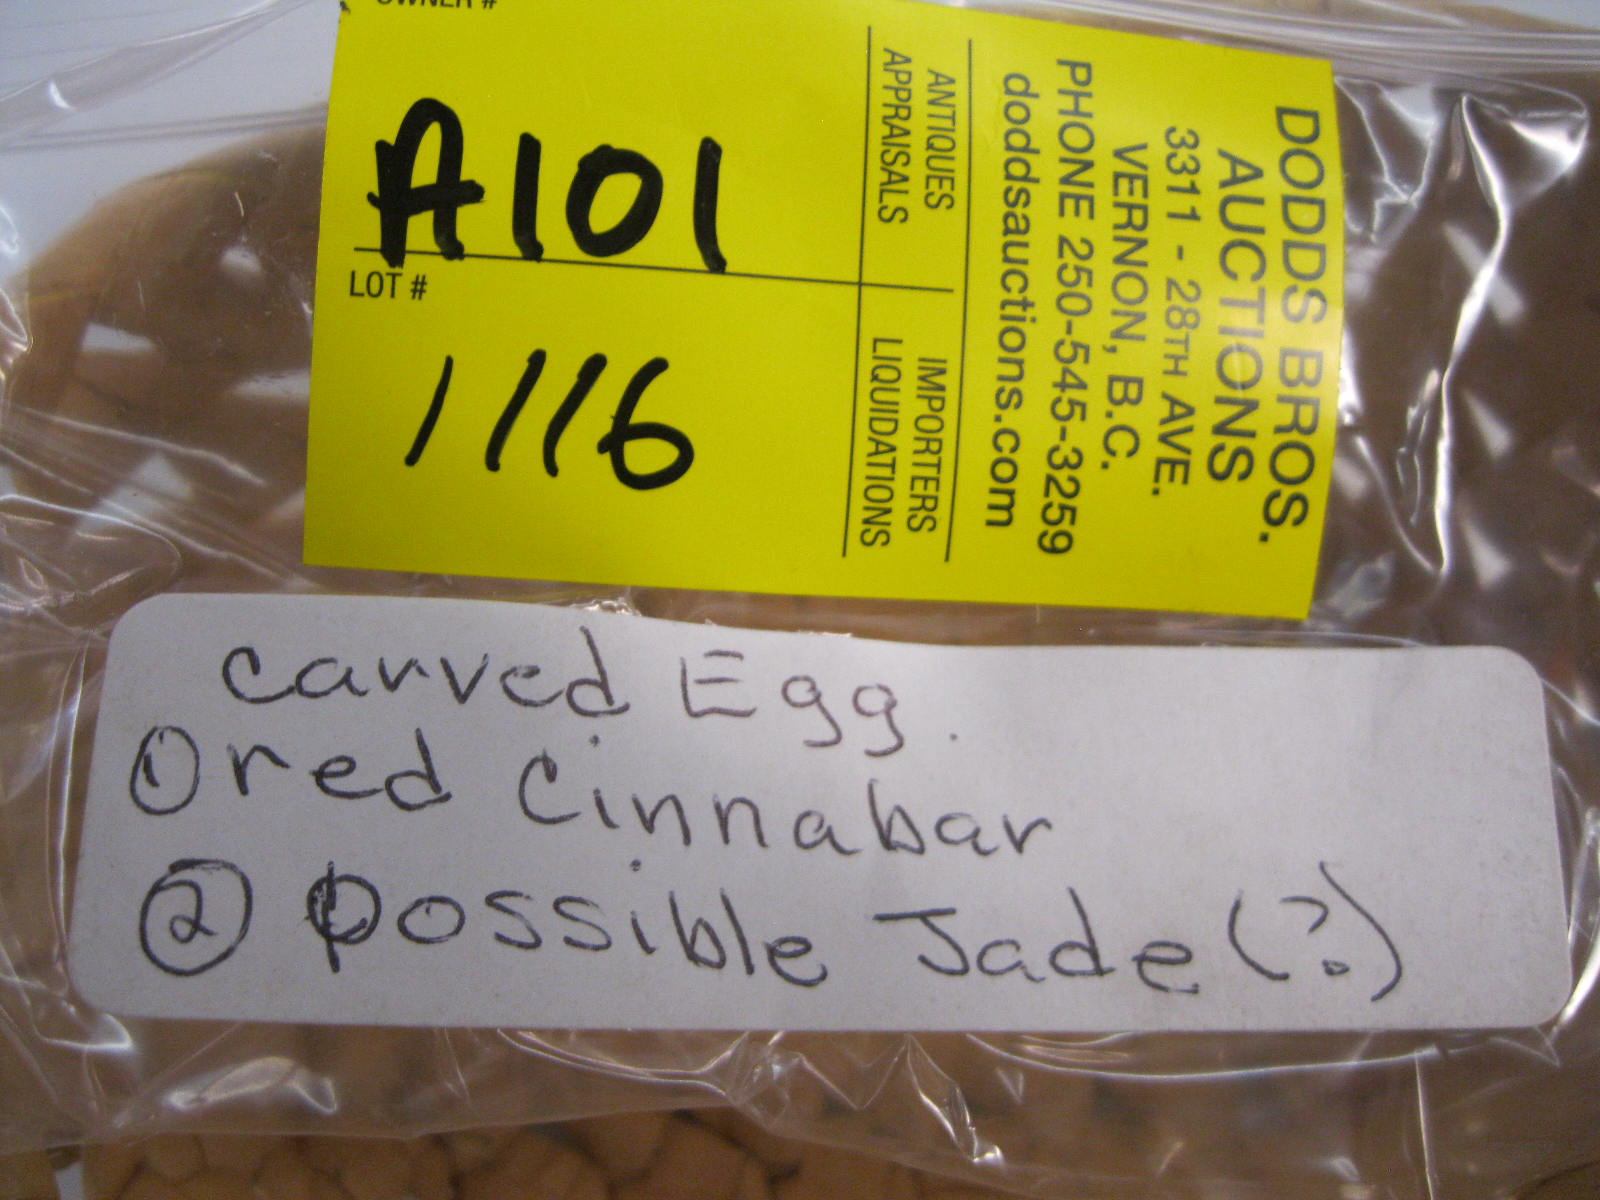 OWNER #
A101
LOT #
1116
ANTIQUES
APPRAISALS
IMPORTERS
LIQUIDATIONS
DODDS BROS.
AUCTIONS
3311 - 28TH AVE.
VERNON, B.C.
PHONE 250-545-3259
doddsauctions.com
carved Egg.
① red cinnabar
② possible Jade (?)